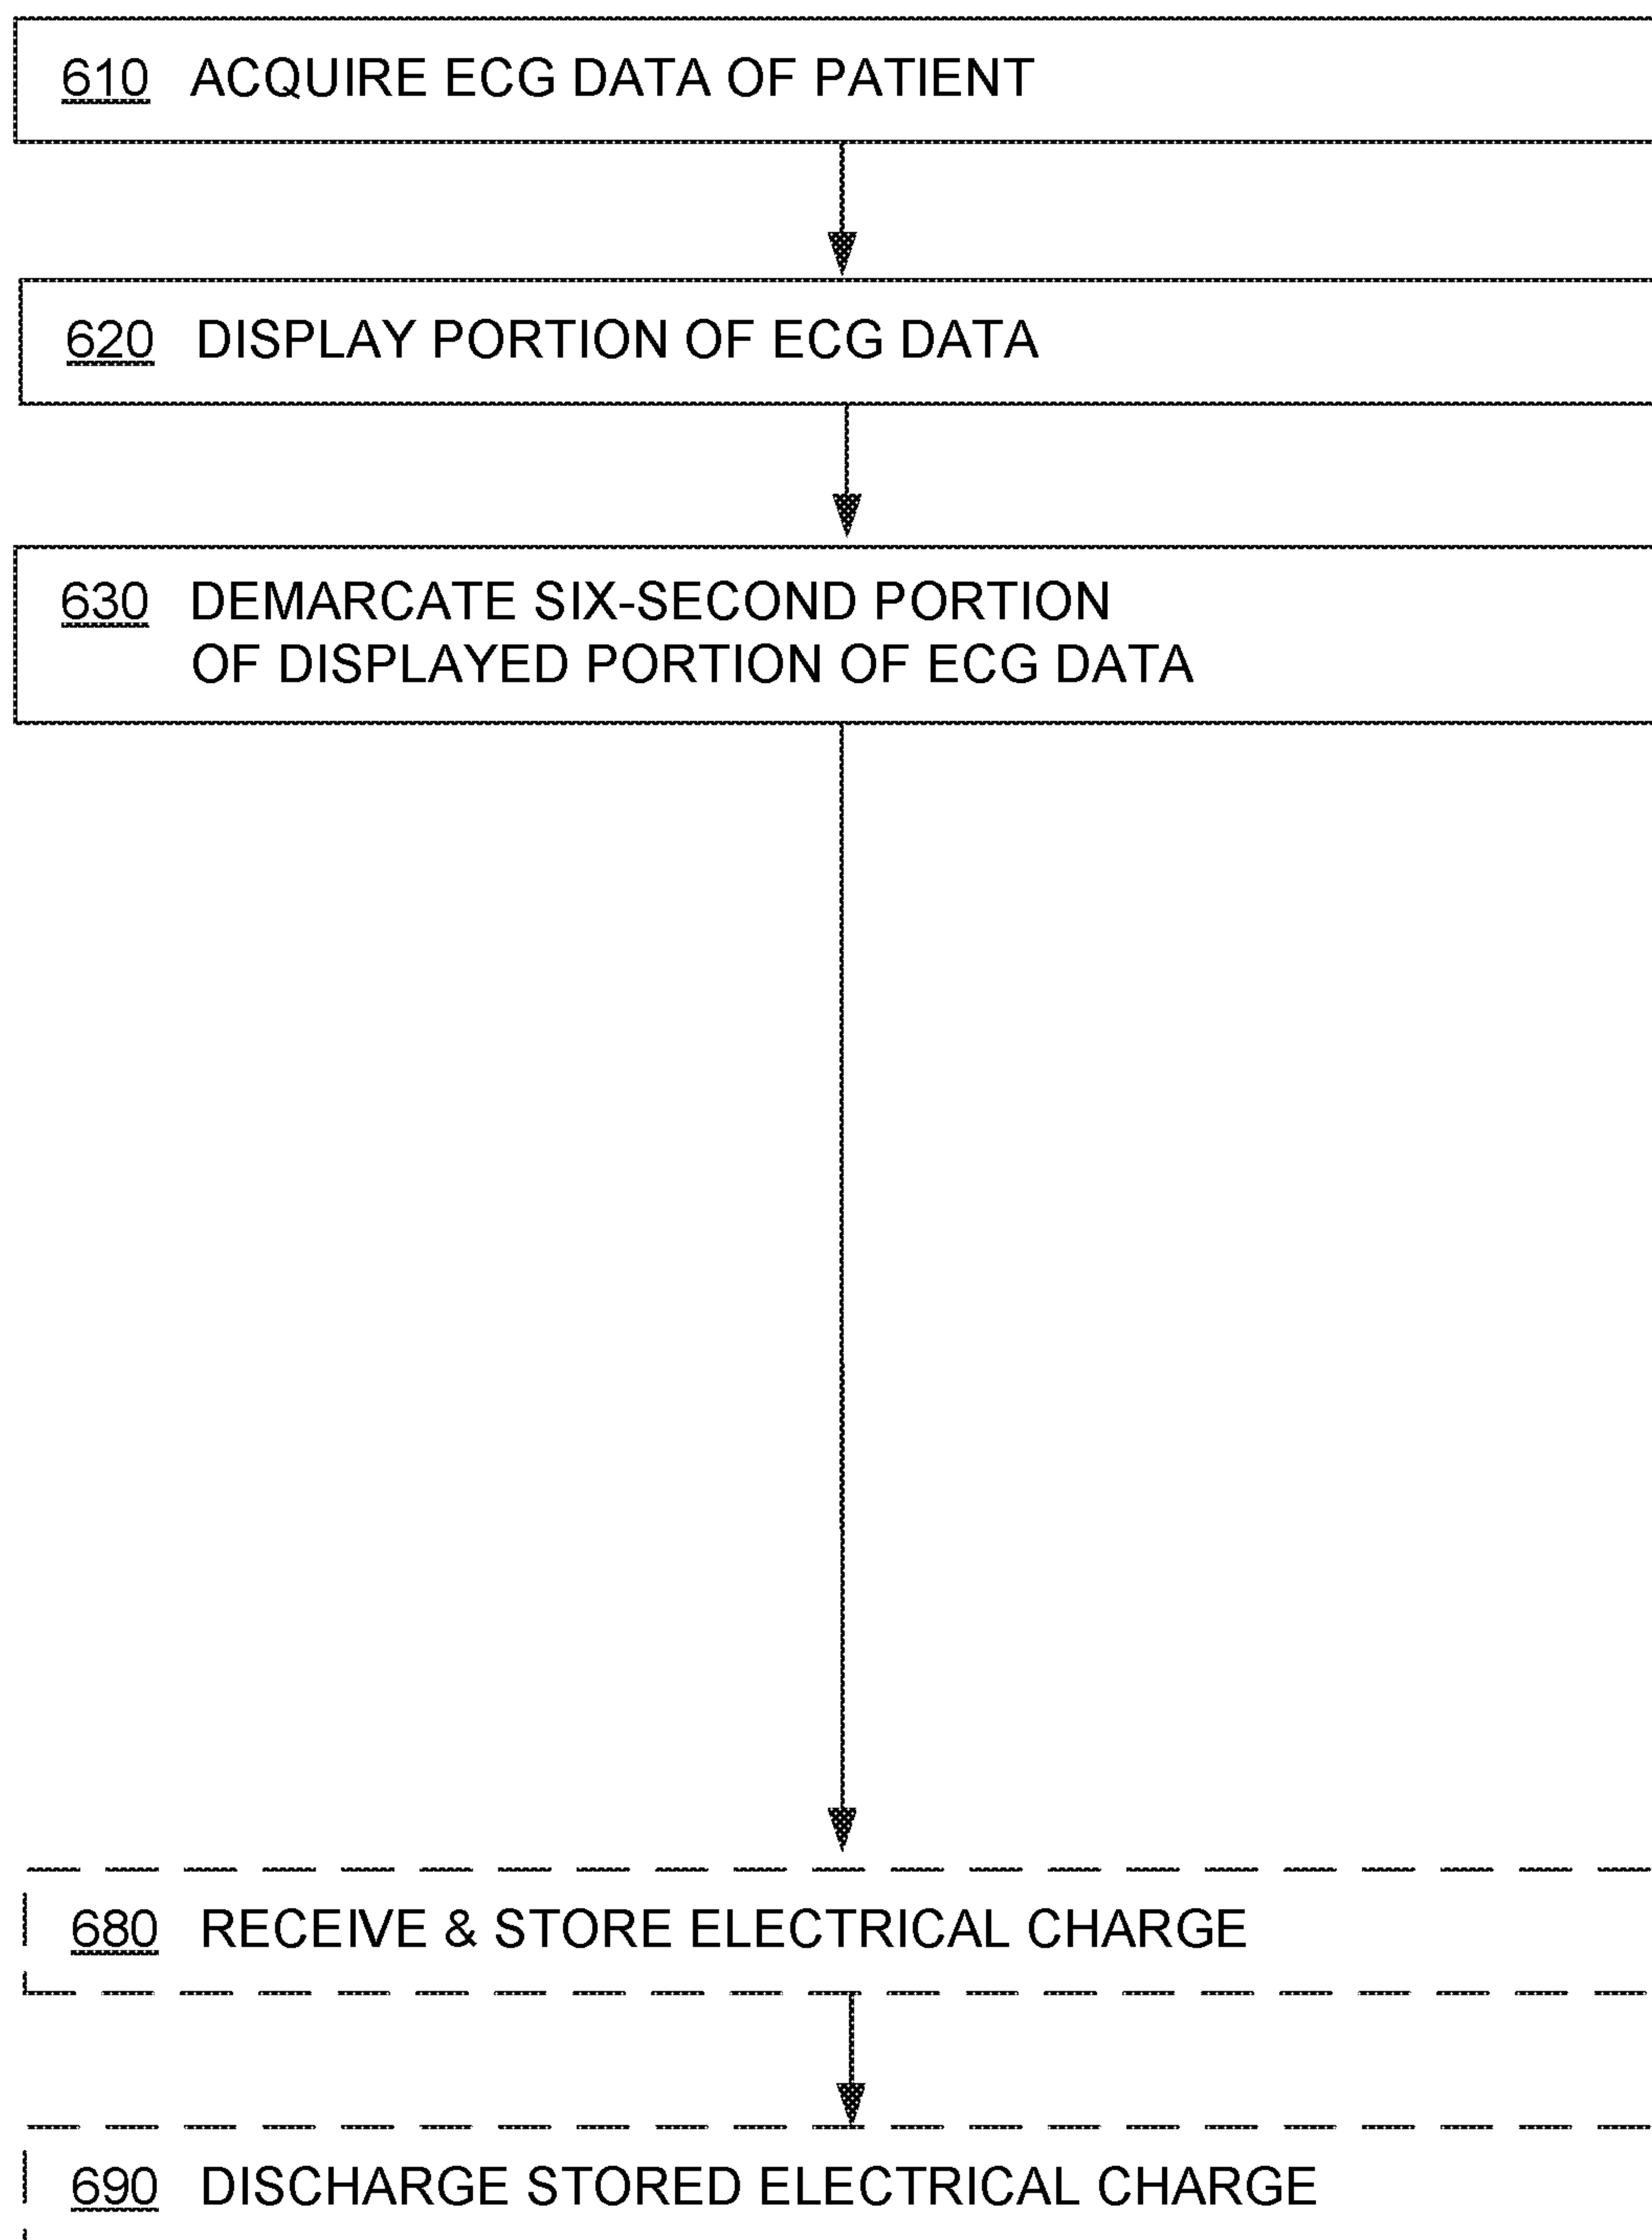 610 ACQUIRE ECG DATA OF PATIENT
620 DISPLAY PORTION OF ECG DATA
630 DEMARCATE SIX-SECOND PORTION
OF DISPLAYED PORTION OF ECG DATA
680 RECEIVE & STORE ELECTRICAL CHARGE
690 DISCHARGE STORED ELECTRICAL CHARGE